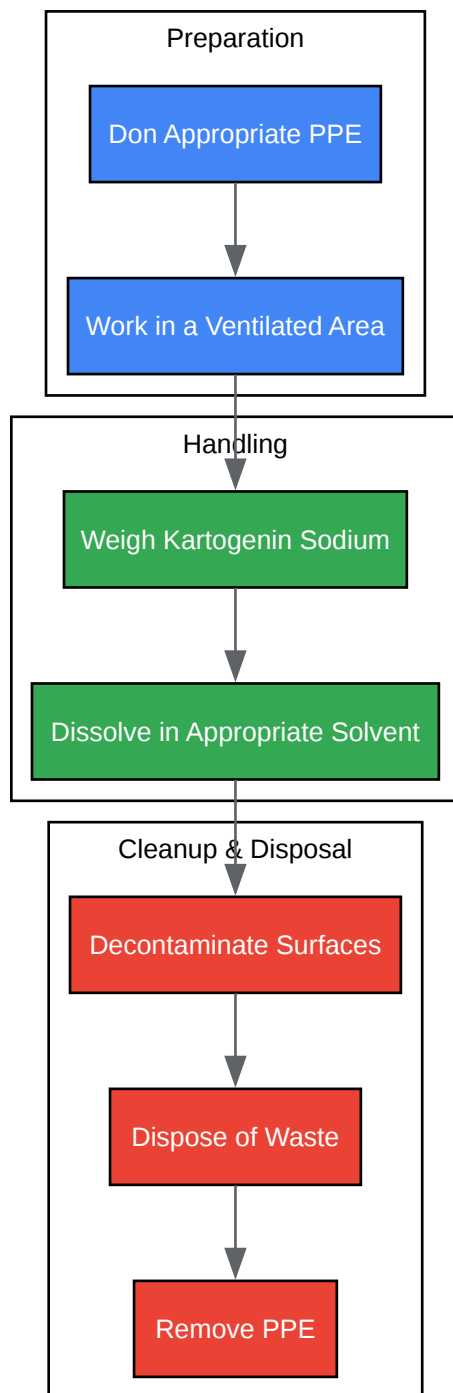 Preparation
Don Appropriate PPE
Work in a Ventilated Area
Handling
Weigh Kartogenin Sodium
Dissolve in Appropriate Solvent
Cleanup & Disposal
Decontaminate Surfaces
Dispose of Waste
Remove PPE